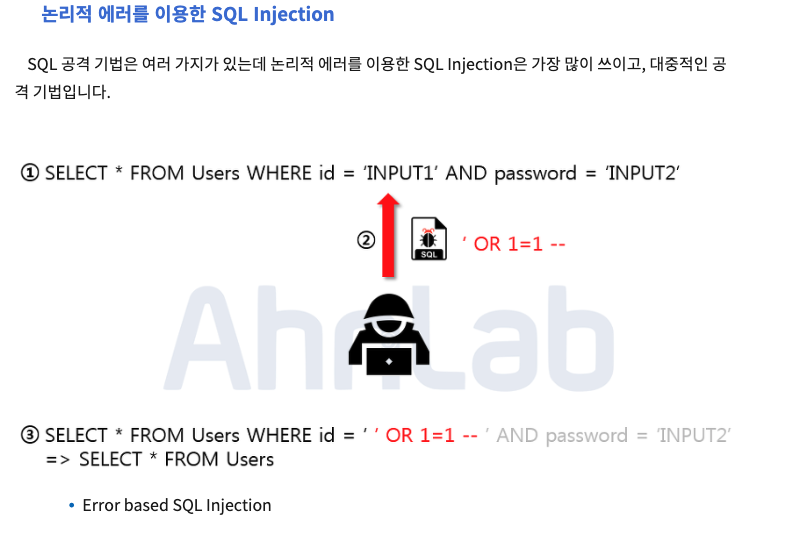 논리적 에러를 이용한 SQL Injection
SQL 공격 기법은 여러 가지가 있는데 논리적 에러를 이용한 SQL Injection은 가장 많이 쓰이고, 대중적인 공
격 기법입니다.
① SELECT * FROM Users WHERE id = ‘INPUT1’ AND password = ‘INPUT2’
② SQL ‘ OR 1=1 --
AhnLab
③ SELECT * FROM Users WHERE id = ‘ ‘ OR 1=1 -- ’ AND password = ‘INPUT2’
=> SELECT * FROM Users
• Error based SQL Injection